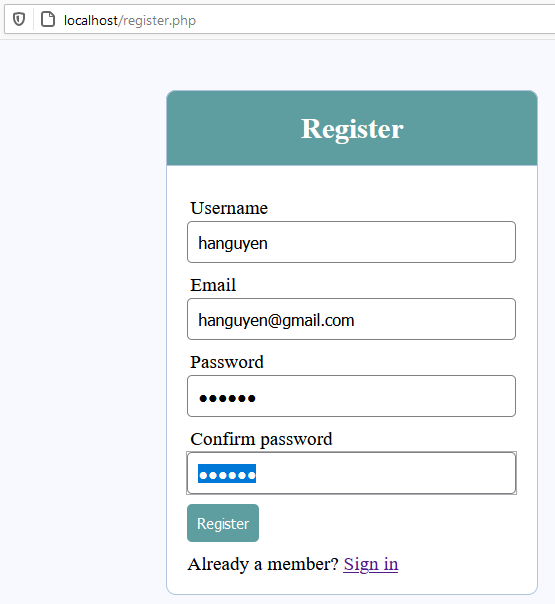 localhost/register.php
Register
Username
hanguyen
Email
hanguyen@gmail.com
Password
●●●●●●
Confirm password
●●●●●●
Register
Already a member? Sign in